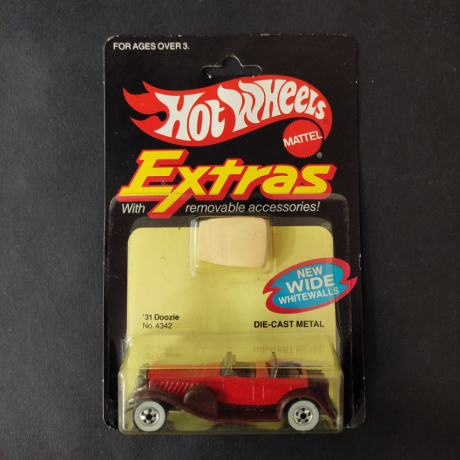 FOR AGES OVER 3.
HOT WHEELS
MATTEL
®
Extras
With removable accessories!
NEW
WIDE
WHITEWALLS
'31 Doozie
No. 4342
DIE-CAST METAL